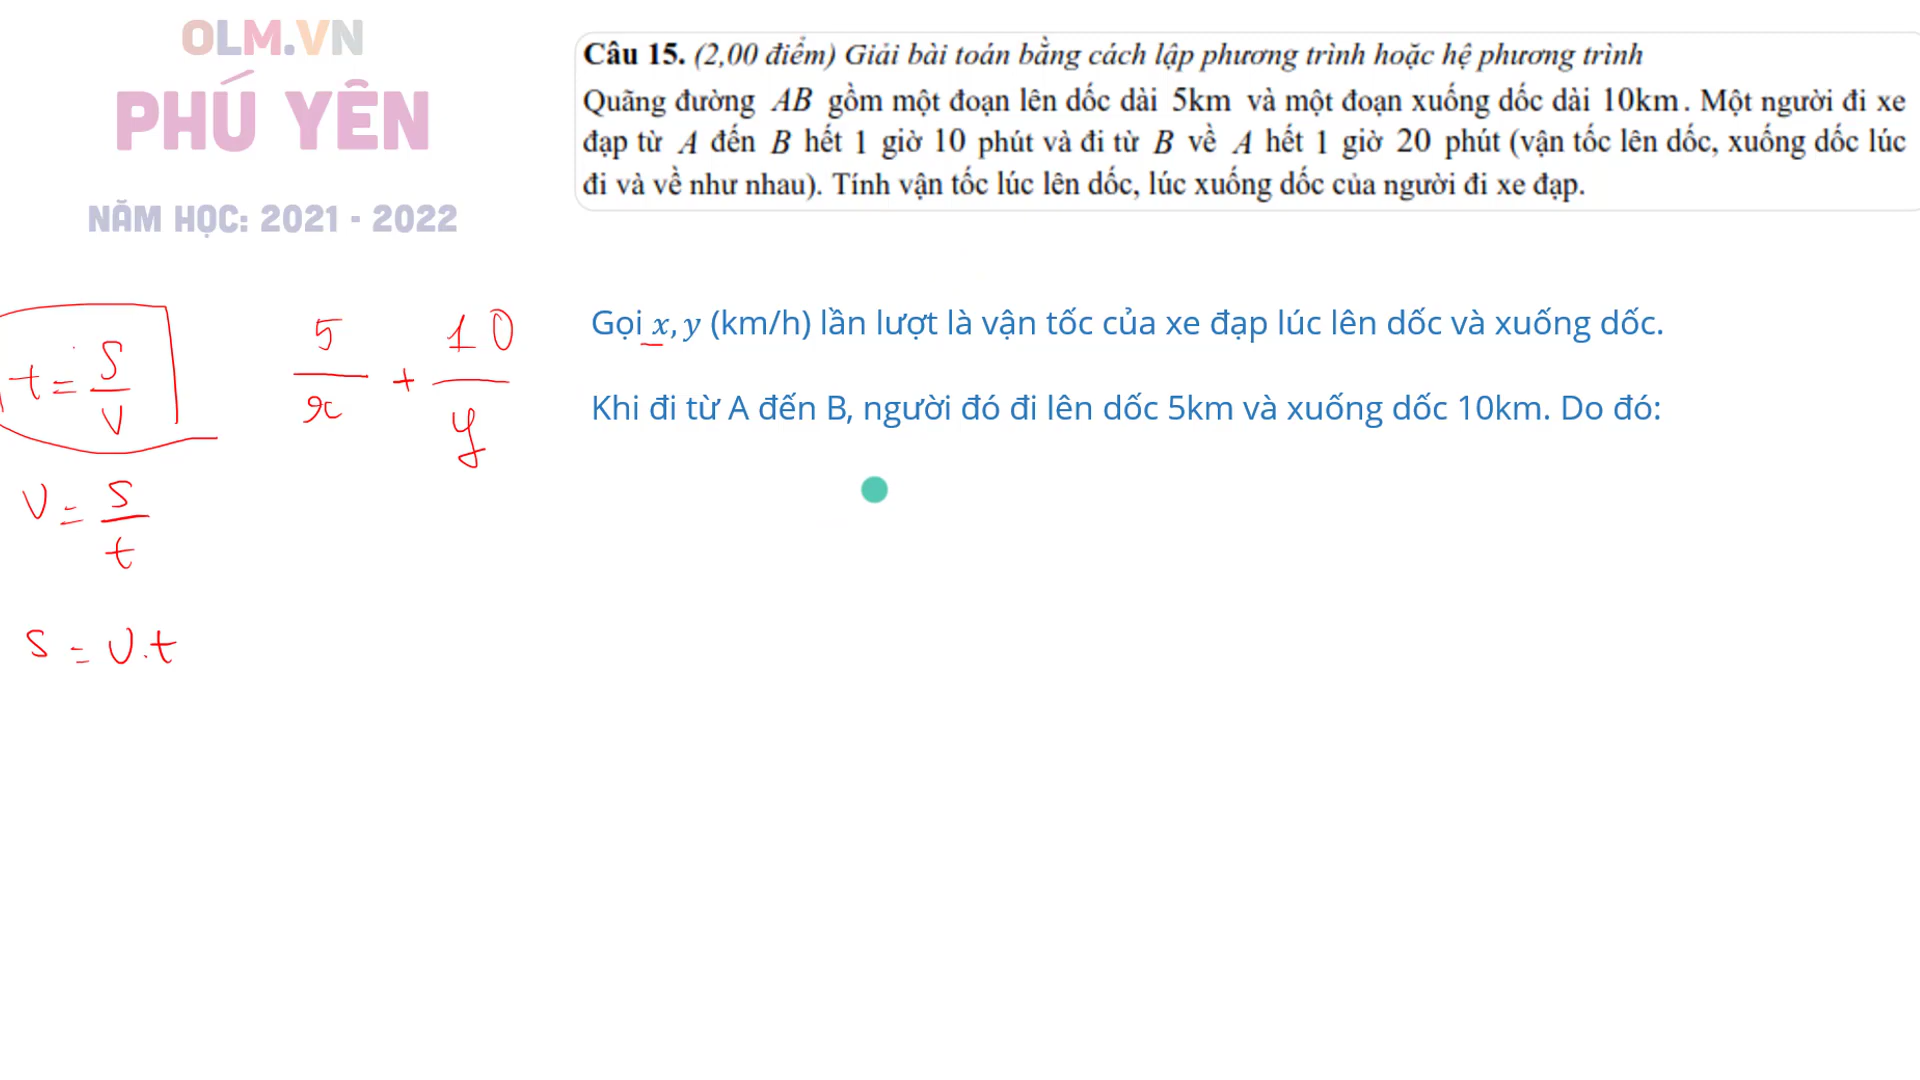 OLM.VN
PHÚ YÊN
NĂM HỌC: 2021 - 2022
Câu 15. (2,00 điểm) Giải bài toán bằng cách lập phương trình hoặc hệ phương trình
Quãng đường AB gồm một đoạn lên dốc dài 5km và một đoạn xuống dốc dài 10km. Một người đi xe
đạp từ A đến B hết 1 giờ 10 phút và đi từ B về A hết 1 giờ 20 phút (vận tốc lên dốc, xuống dốc lúc
đi và về như nhau). Tính vận tốc lúc lên dốc, lúc xuống dốc của người đi xe đạp.
t = S/V
5/x + 10/y
V = S/t
S = V.t
Gọi x, y (km/h) lần lượt là vận tốc của xe đạp lúc lên dốc và xuống dốc.
Khi đi từ A đến B, người đó đi lên dốc 5km và xuống dốc 10km. Do đó: